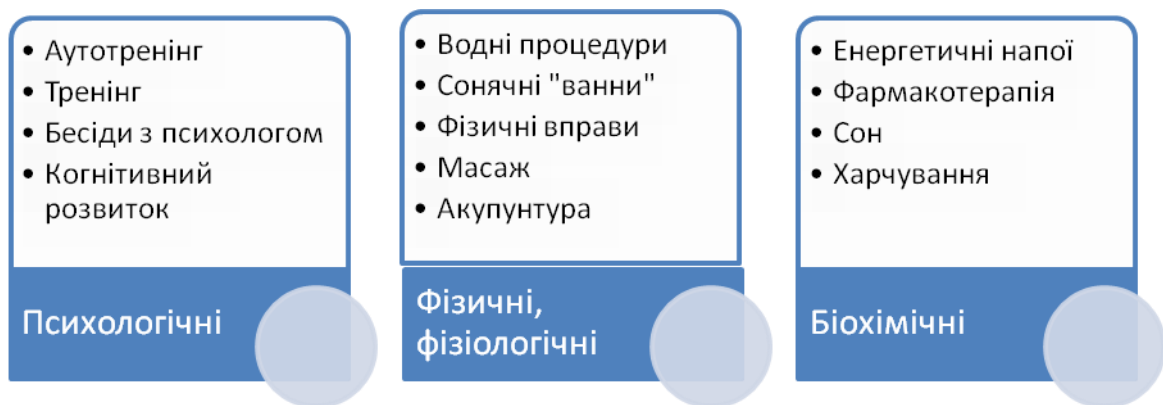 • Аутотренінг
• Тренінг
• Бесіди з психологом
• Когнітивний
розвиток
Психологічні
• Водні процедури
• Сонячні "ванни"
• Фізичні вправи
• Масаж
• Акупунтура
Фізичні,
фізіологічні
• Енергетичні напої
• Фармакотерапія
• Сон
• Харчування
Біохімічні